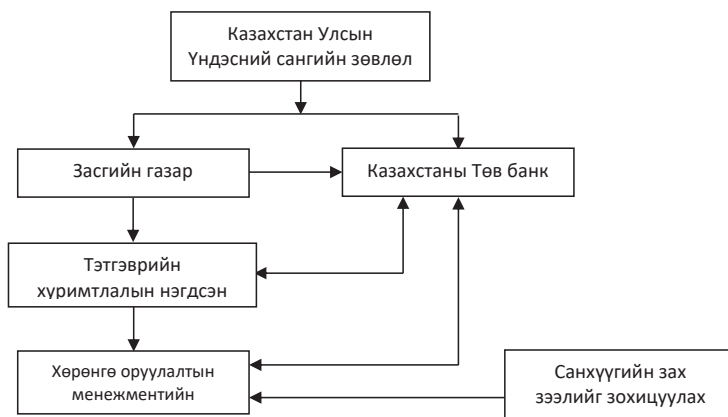 Казахстан Улсын
Үндэсний сангийн зөвлөл
Засгийн газар
Казахстаны Төв банк
Тэтгэврийн
хуримтлалын нэгдсэн
Хөрөнгө оруулалтын
менежментийн
Санхүүгийн зах
зээлийг зохицуулах